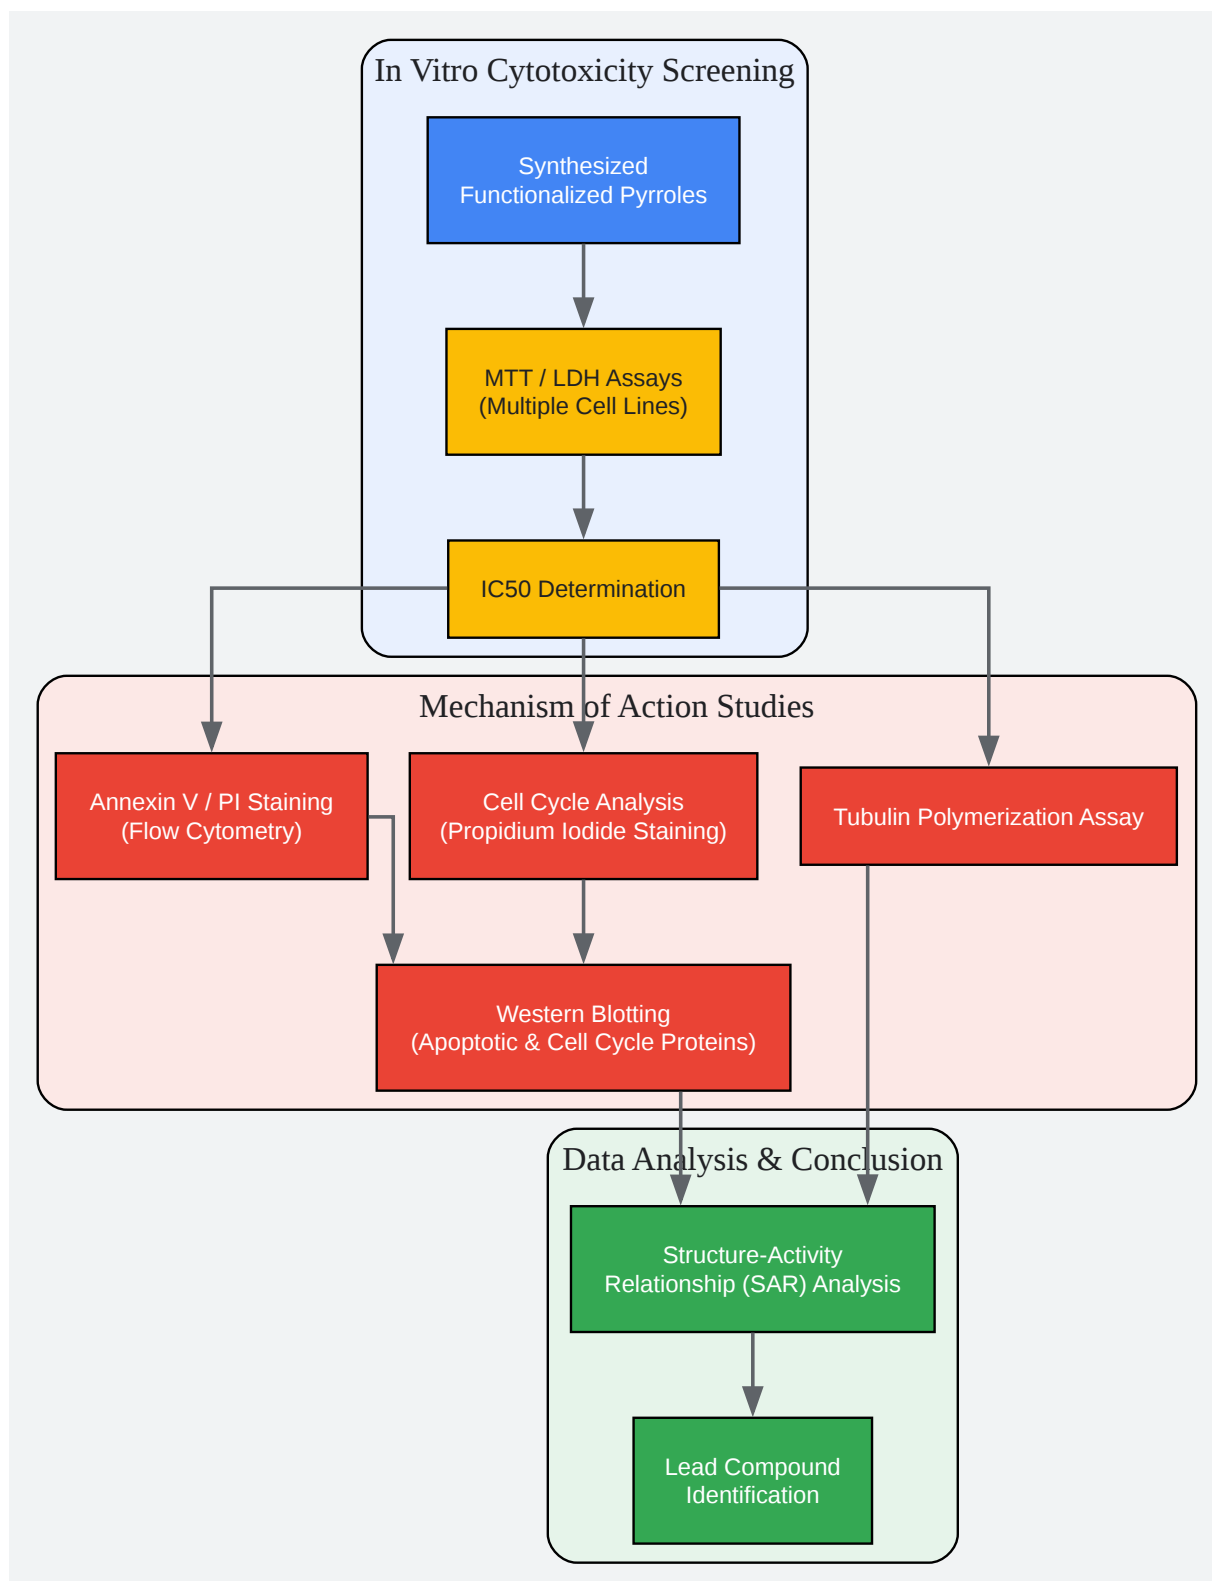 In Vitro Cytotoxicity Screening
Synthesized
Functionalized Pyrroles
MTT / LDH Assays
(Multiple Cell Lines)
IC50 Determination
Mechanism of Action Studies
Annexin V / PI Staining
(Flow Cytometry)
Cell Cycle Analysis
(Propidium Iodide Staining)
Tubulin Polymerization Assay
Western Blotting
(Apoptotic & Cell Cycle Proteins)
Data Analysis & Conclusion
Structure-Activity
Relationship (SAR) Analysis
Lead Compound
Identification